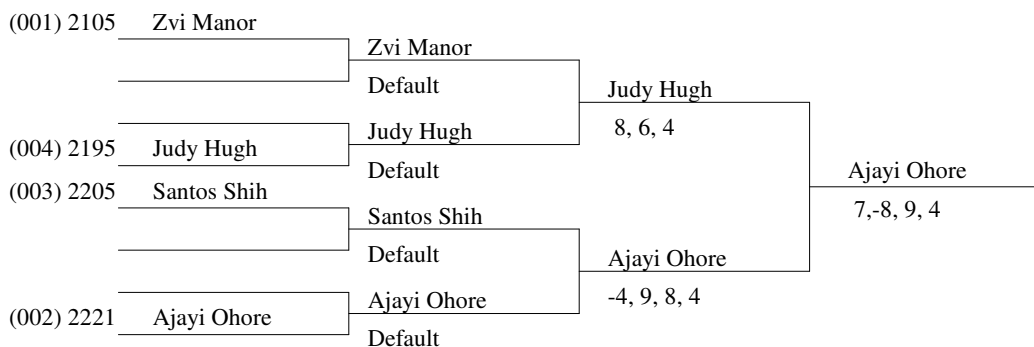 (001) 2105 Zvi Manor
Zvi Manor
Default
Judy Hugh
8, 6, 4
Judy Hugh
(004) 2195 Judy Hugh
Default
Ajayi Ohore
7,-8, 9, 4
(003) 2205 Santos Shih
Santos Shih
Default
Ajayi Ohore
-4, 9, 8, 4
Ajayi Ohore
(002) 2221 Ajayi Ohore
Default